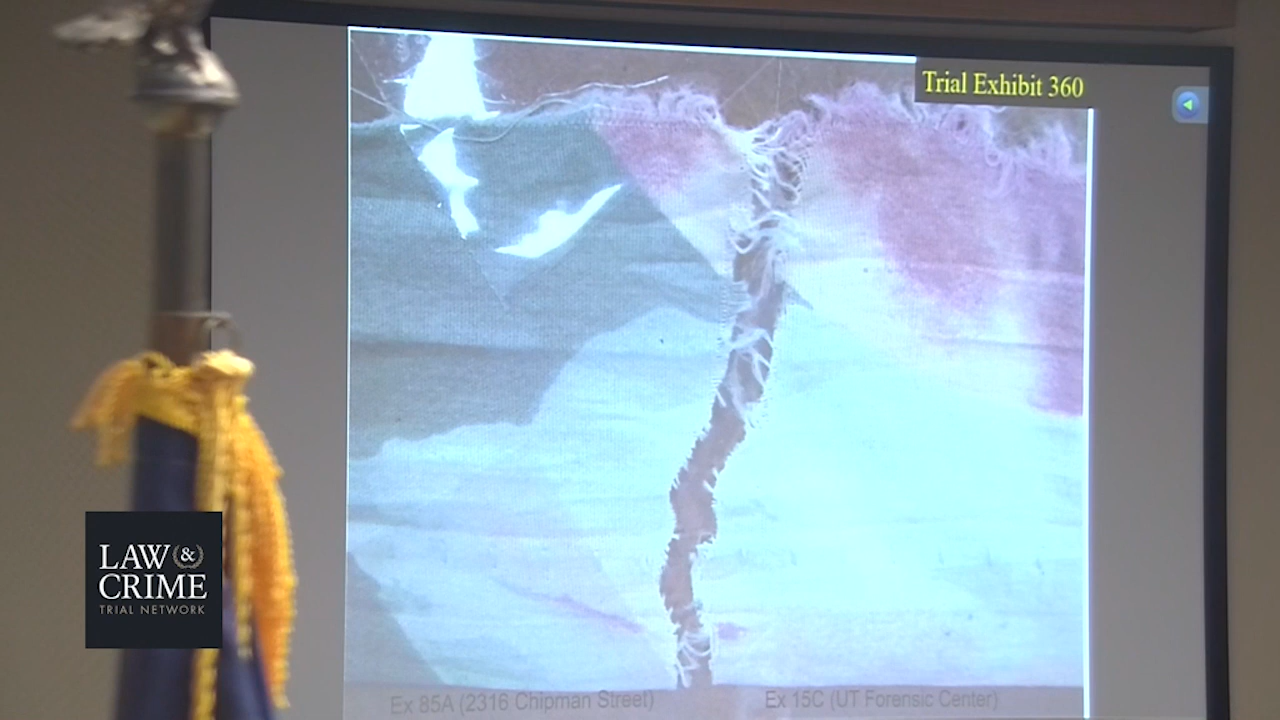 Trial Exhibit 360
LAW &
CRIME
TRIAL NETWORK
Ex 85A (2316 Chipman Street)
Ex 15C (UT Forensic Center)